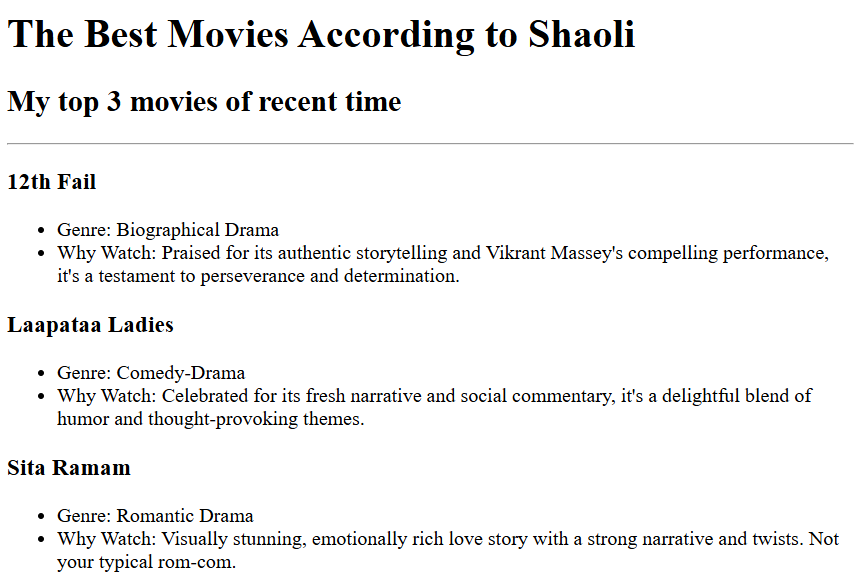 The Best Movies According to Shaoli
My top 3 movies of recent time
12th Fail
Genre: Biographical Drama
Why Watch: Praised for its authentic storytelling and Vikrant Massey's compelling performance,
it's a testament to perseverance and determination.
Laapataa Ladies
Genre: Comedy-Drama
Why Watch: Celebrated for its fresh narrative and social commentary, it's a delightful blend of
humor and thought-provoking themes.
Sita Ramam
Genre: Romantic Drama
Why Watch: Visually stunning, emotionally rich love story with a strong narrative and twists. Not
your typical rom-com.